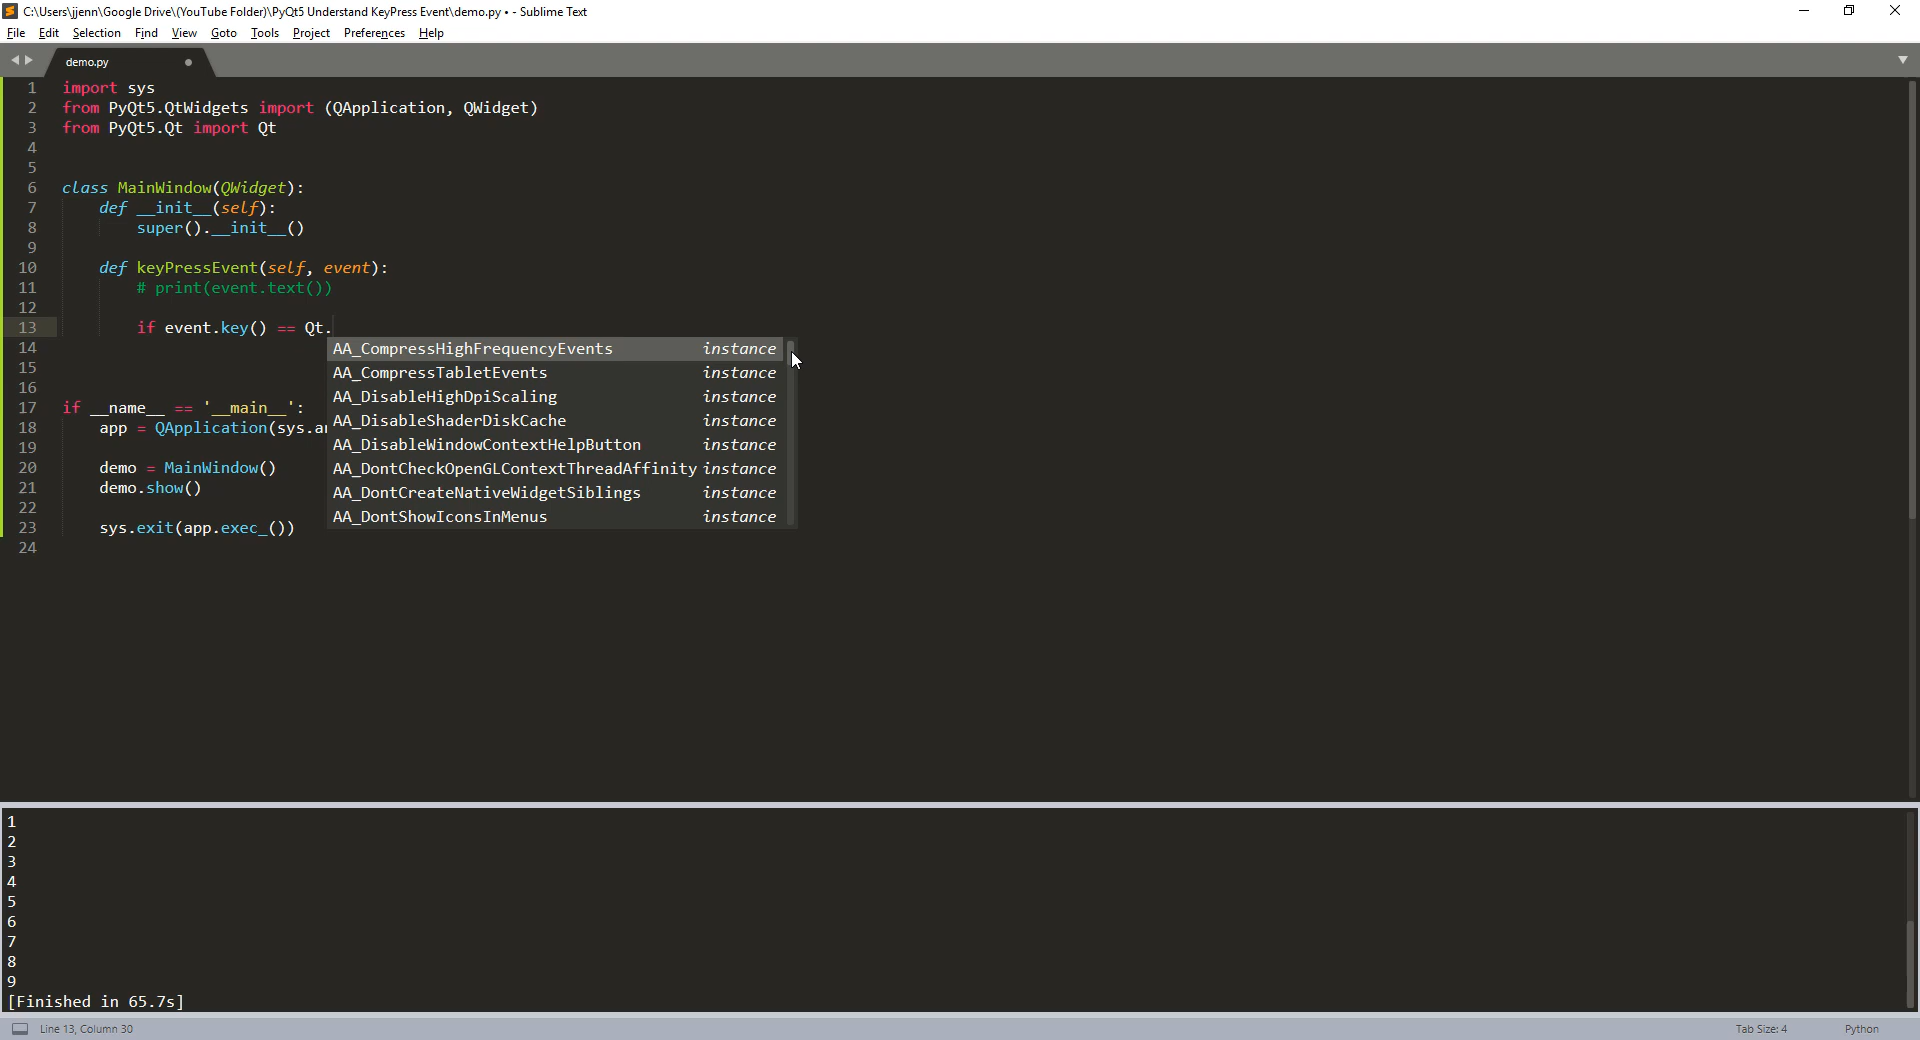 C:\Users\jjenn\Google Drive\(YouTube Folder)\PyQt5 Understand KeyPress Event\demo.py • - Sublime Text
File Edit Selection Find View Goto Tools Project Preferences Help
demo.py
1 import sys
2 from PyQt5.QtWidgets import (QApplication, QWidget)
3 from PyQt5.Qt import Qt
4
5
6 class MainWindow(QWidget):
7 def __init__(self):
8 super().__init__()
9
10 def keyPressEvent(self, event):
11 # print(event.text())
12
13 if event.key() == Qt.
14 AA_CompressHighFrequencyEvents instance
15 AA_CompressTabletEvents instance
16 AA_DisableHighDpiScaling instance
17 if __name__ == '__main__': AA_DisableShaderDiskCache instance
18 app = QApplication(sys.ar AA_DisableWindowContextHelpButton instance
19 AA_DontCheckOpenGLContextThreadAffinity instance
20 demo = MainWindow()
21 demo.show() AA_DontCreateNativeWidgetSiblings instance
22 AA_DontShowIconsInMenus instance
23 sys.exit(app.exec_())
24
1
2
3
4
5
6
7
8
9
[Finished in 65.7s]
Line 13, Column 30 Tab Size: 4 Python